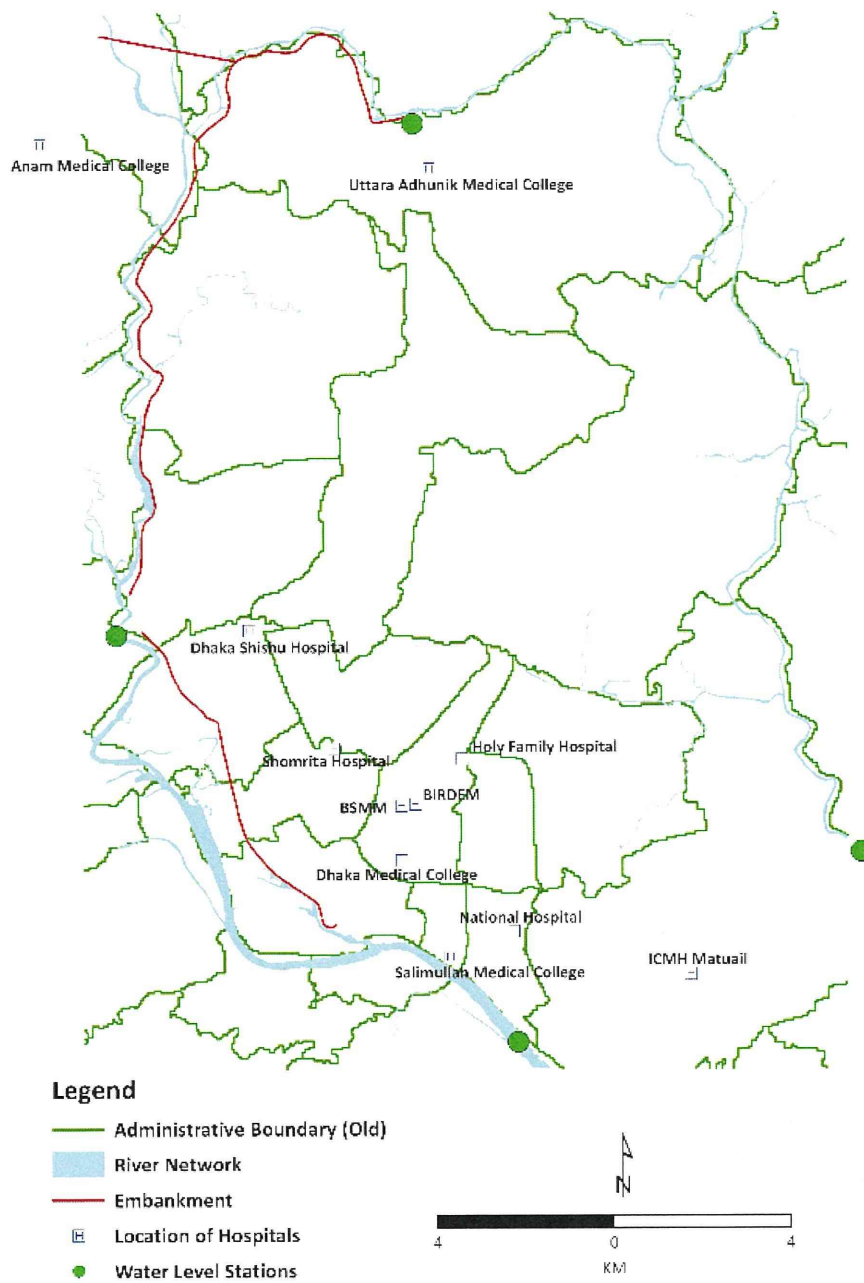 Anam Medical College
Uttara Adhunik Medical College
Dhaka Shishu Hospital
Shomrita Hospital
Holy Family Hospital
BSMM
BIRDEM
Dhaka Medical College
National Hospital
Salimullah Medical College
ICMH Matuail
Legend
Administrative Boundary (Old)
River Network
Embankment
H Location of Hospitals
Water Level Stations
N
4 0 4
KM